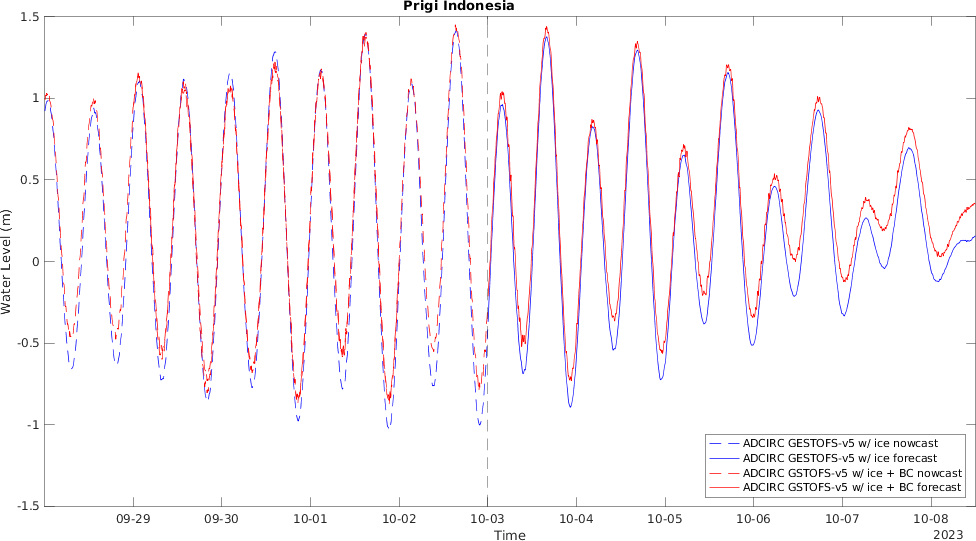 Prigi Indonesia
1.5
1
0.5
0
-0.5
-1
-1.5
Water Level (m)
09-29 09-30 10-01 10-02 10-03 10-04 10-05 10-06 10-07 10-08
Time
2023
ADCIRC GESTOFS-v5 w/ ice nowcast
ADCIRC GESTOFS-v5 w/ ice forecast
ADCIRC GSTOFS-v5 w/ ice + BC nowcast
ADCIRC GSTOFS-v5 w/ ice + BC forecast